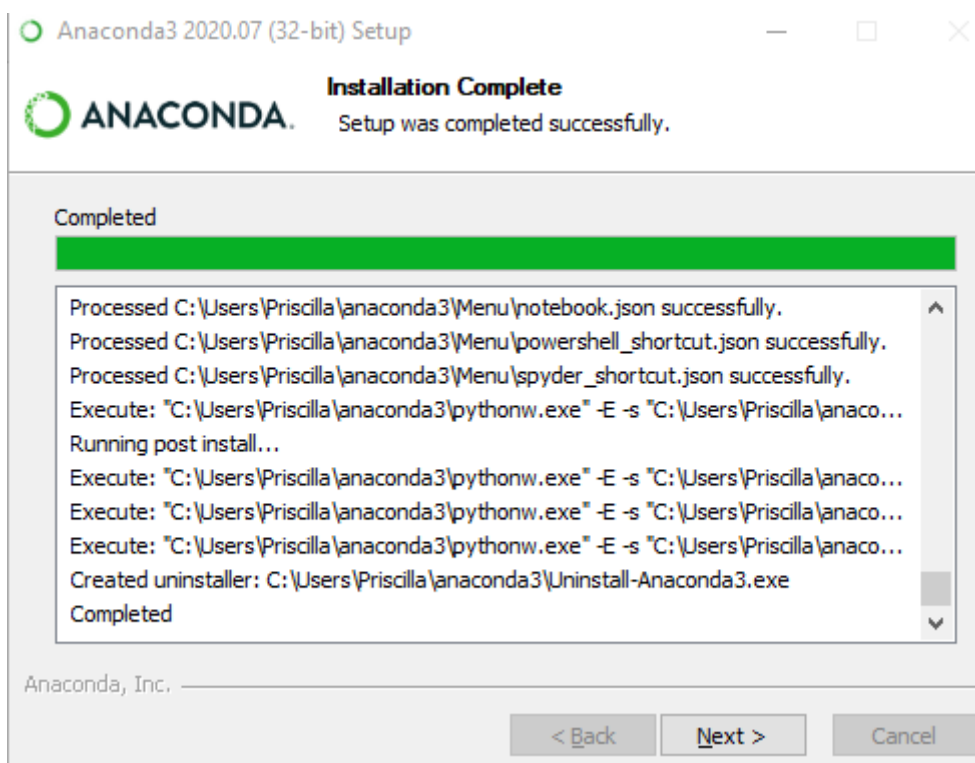 Anaconda3 2020.07 (32-bit) Setup
ANACONDA.
Installation Complete
Setup was completed successfully.
Completed
Processed C:\Users\Priscilla\anaconda3\Menu\notebook.json successfully.
Processed C:\Users\Priscilla\anaconda3\Menu\powershell_shortcut.json successfully.
Processed C:\Users\Priscilla\anaconda3\Menu\spyder_shortcut.json successfully.
Execute: "C:\Users\Priscilla\anaconda3\pythonw.exe" -E -s "C:\Users\Priscilla\anaco...
Running post install...
Execute: "C:\Users\Priscilla\anaconda3\pythonw.exe" -E -s "C:\Users\Priscilla\anaco...
Execute: "C:\Users\Priscilla\anaconda3\pythonw.exe" -E -s "C:\Users\Priscilla\anaco...
Execute: "C:\Users\Priscilla\anaconda3\pythonw.exe" -E -s "C:\Users\Priscilla\anaco...
Created uninstaller: C:\Users\Priscilla\anaconda3\Uninstall-Anaconda3.exe
Completed
Anaconda, Inc.
< Back Next > Cancel